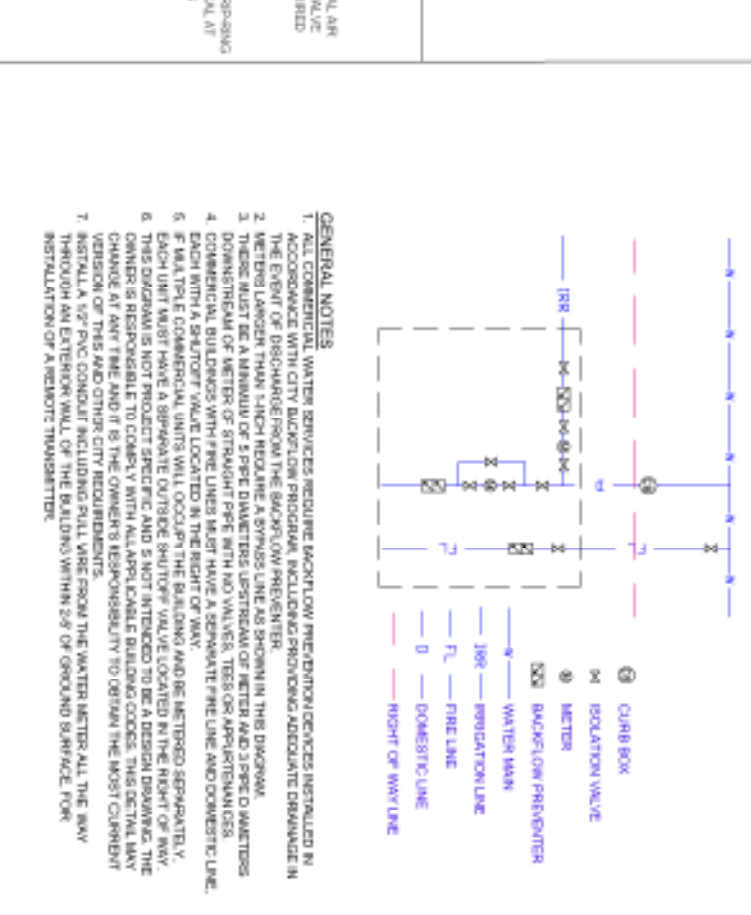 AL AIR
ALVE
IRED
RIP-RING
AL AT
W
W
W
W
W
W
IRR
D
FL
FL
CURB BOX
ISOLATION VALVE
METER
BACKFLOW PREVENTER
W WATER MAIN
IRR IRRIGATION LINE
FL FIRE LINE
D DOMESTIC LINE
RIGHT OF WAY LINE
GENERAL NOTES
1. ALL COMMERCIAL WATER SERVICES REQUIRE BACKFLOW PREVENTION DEVICES INSTALLED IN
ACCORDANCE WITH CITY BACKFLOW PROGRAM, INCLUDING PROVIDING ADEQUATE DRAINAGE IN
THE EVENT OF DISCHARGE FROM THE BACKFLOW PREVENTER.
2. METERS LARGER THAN 1-INCH REQUIRE A BYPASS LINE AS SHOWN IN THIS DIAGRAM.
3. THERE MUST BE A MINIMUM OF 5 PIPE DIAMETERS UPSTREAM OF METER AND 3 PIPE DIAMETERS
DOWNSTREAM OF METER OF STRAIGHT PIPE WITH NO VALVES, TEES OR APPURTENANCES.
4. COMMERCIAL BUILDINGS WITH FIRE LINES MUST HAVE A SEPARATE FIRE LINE AND DOMESTIC LINE,
EACH WITH A SHUTOFF VALVE LOCATED IN THE RIGHT OF WAY.
5. IF MULTIPLE COMMERCIAL UNITS WILL OCCUPY THE BUILDING AND BE METERED SEPARATELY,
EACH UNIT MUST HAVE A SEPARATE OUTSIDE SHUTOFF VALVE LOCATED IN THE RIGHT OF WAY.
6. THIS DIAGRAM IS NOT PROJECT SPECIFIC AND IS NOT INTENDED TO BE A DESIGN DRAWING. THE
OWNER IS RESPONSIBLE TO COMPLY WITH ALL APPLICABLE BUILDING CODES. THIS DETAIL MAY
CHANGE AT ANY TIME AND IT IS THE OWNER'S RESPONSIBILITY TO OBTAIN THE MOST CURRENT
VERSION OF THIS AND OTHER CITY REQUIREMENTS.
7. INSTALL A 1/2" PVC CONDUIT INCLUDING PULL WIRE FROM THE WATER METER ALL THE WAY
THROUGH AN EXTERIOR WALL OF THE BUILDING WITHIN OF GROUND SURFACE, FOR
INSTALLATION OF A REMOTE TRANSMITTER.